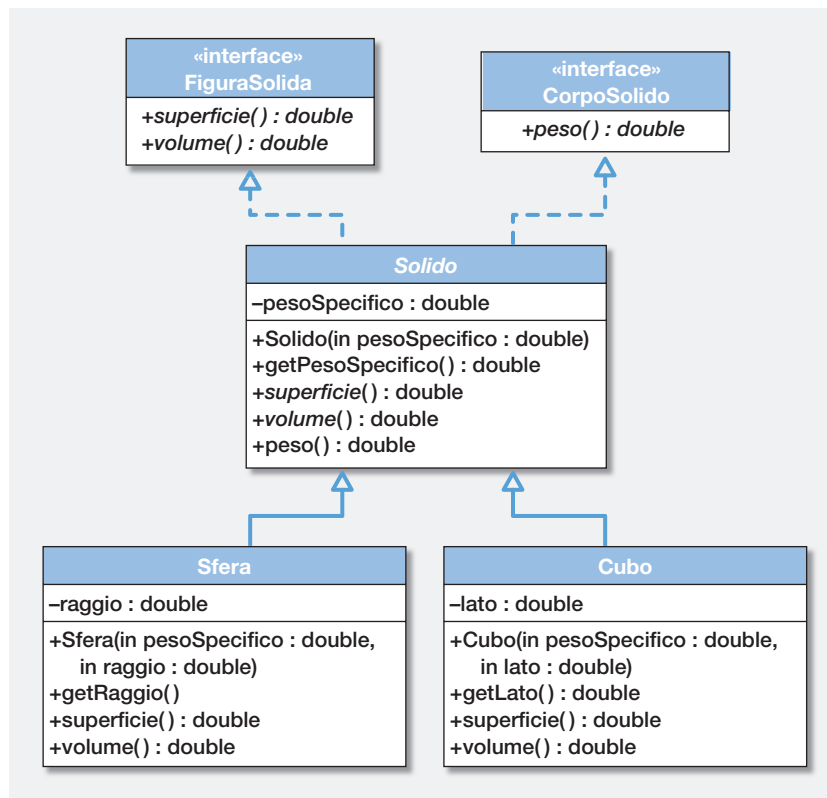 «interface»
FiguraSolida
+superficie( ) : double
+volume( ) : double
«interface»
CorpoSolido
+peso( ) : double
Solido
–pesoSpecifico : double
+Solido(in pesoSpecifico : double)
+getPesoSpecifico( ) : double
+superficie( ) : double
+volume( ) : double
+peso( ) : double
Sfera
–raggio : double
+Sfera(in pesoSpecifico : double,
in raggio : double)
+getRaggio( )
+superficie( ) : double
+volume( ) : double
Cubo
–lato : double
+Cubo(in pesoSpecifico : double,
in lato : double)
+getLato( ) : double
+superficie( ) : double
+volume( ) : double